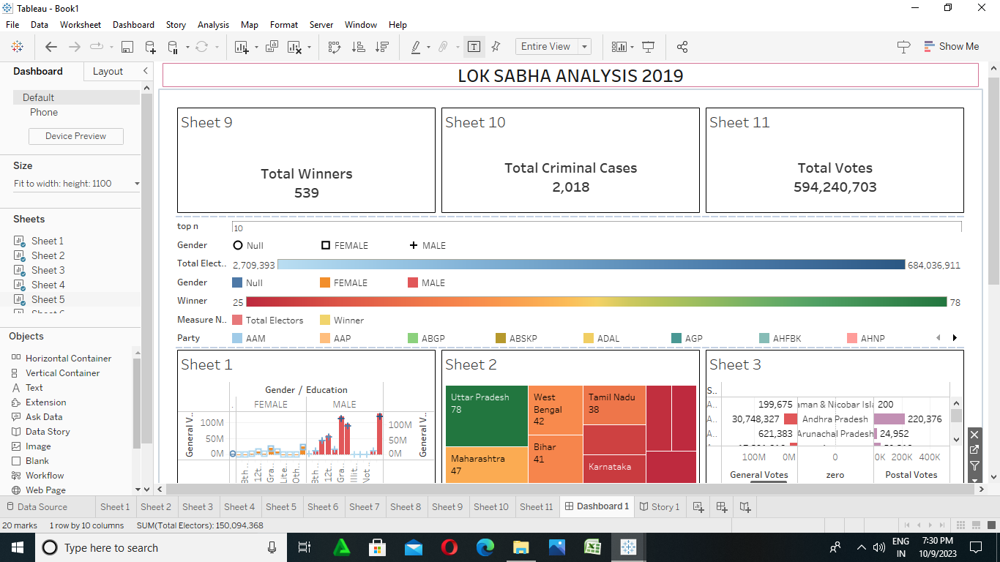 Tableau - Book1
File Data Worksheet Dashboard Story Analysis Map Format Server Window Help
Entire View
Show Me
Dashboard Layout
Default
Phone
Device Preview
Size
Fit to width: height: 1100
Sheets
Sheet 1
Sheet 2
Sheet 3
Sheet 4
Sheet 5
Objects
Horizontal Container
Vertical Container
Text
Extension
Ask Data
Data Story
Image
Blank
Workflow
Web Page
LOK SABHA ANALYSIS 2019
Sheet 9
Total Winners
539
Sheet 10
Total Criminal Cases
2,018
Sheet 11
Total Votes
594,240,703
top n 10
Gender Null FEMALE MALE
Total Elect.. 2,709,393 684,036,911
Gender Null FEMALE MALE
Winner 25 78
Measure N.. Total Electors Winner
Party AAM AAP ABGP ABSKP ADAL AGP AHFBK AHNP
Sheet 1
Gender / Education
FEMALE MALE
General V..
100M
50M
0M
100M
50M
0M
General V..
8th.. 12t.. Gra.. Lite.. Oth.. 8th.. 12t.. Gra.. Illit.. Not ..
Sheet 2
Uttar Pradesh
78
West
Bengal
42
Tamil Nadu
38
Maharashtra
47
Bihar
41
Karnataka
Sheet 3
S..
A.. 199,675 aman & Nicobar Isla 200
A.. 30,748,327 Andhra Pradesh 220,376
A.. 621,383 Arunachal Pradesh 24,952
100M 0M 0 0K 200K 400K
General Votes zero Postal Votes
Data Source Sheet 1 Sheet 2 Sheet 3 Sheet 4 Sheet 5 Sheet 6 Sheet 7 Sheet 8 Sheet 9 Sheet 10 Sheet 11 Dashboard 1 Story 1
20 marks 1 row by 10 columns SUM(Total Electors): 150,094,368
Type here to search
ENG
IN
7:30 PM
10/9/2023